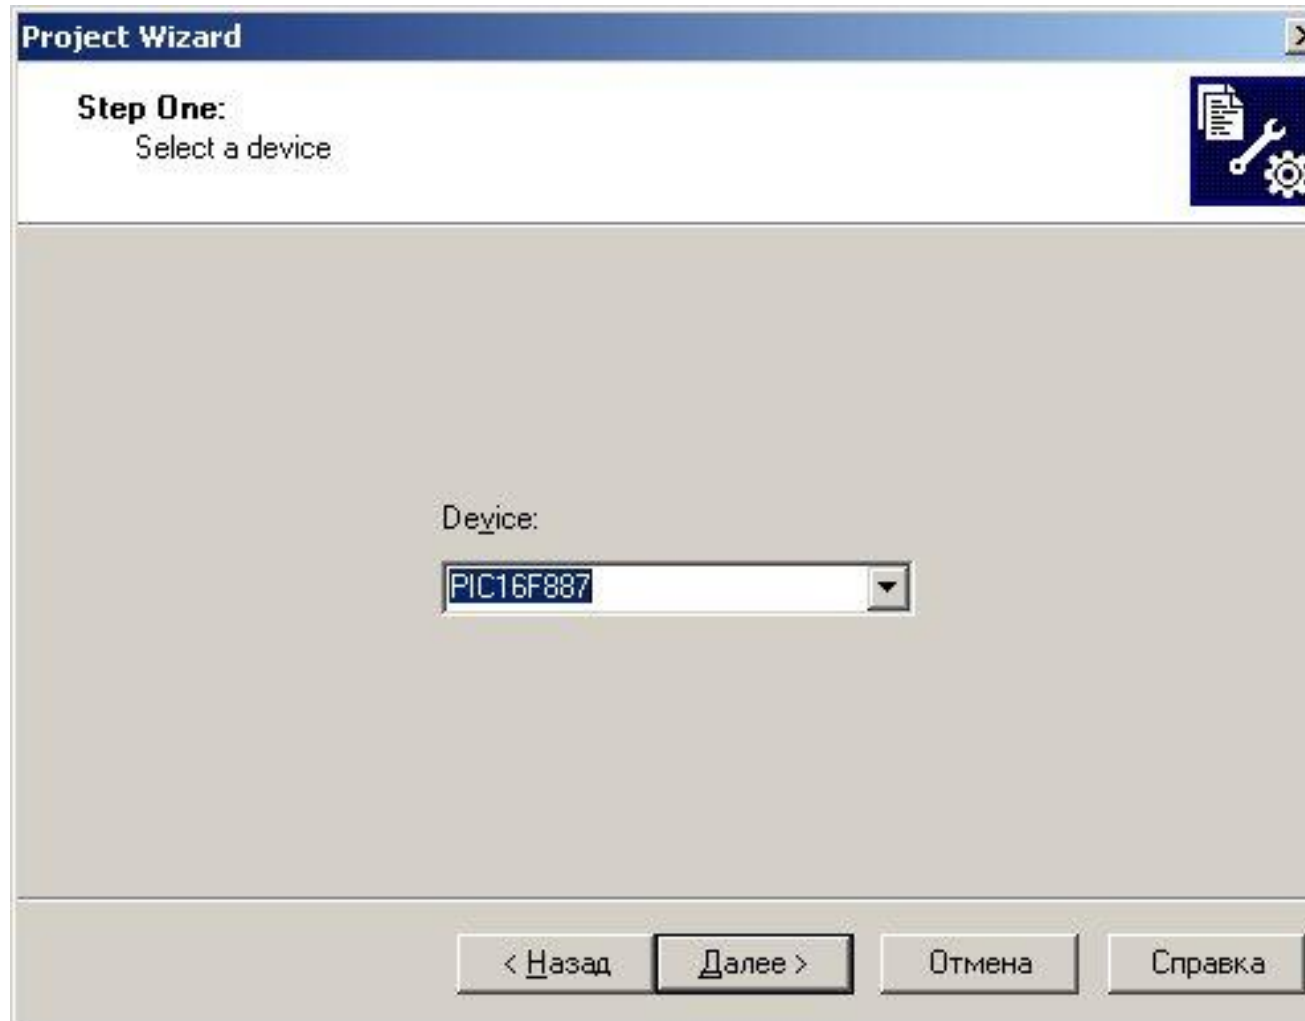 Project Wizard
Step One:
Select a device
Device:
PIC16F887
< Назад Далее > Отмена Справка